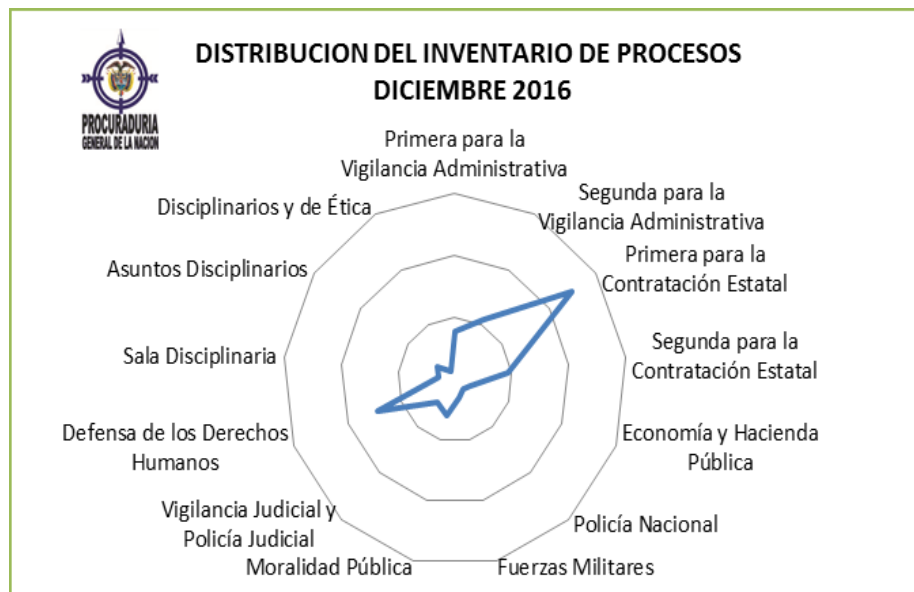 DISTRIBUCION DEL INVENTARIO DE PROCESOS
DICIEMBRE 2016
PROCURADURIA
GENERAL DE LA NACION
Primera para la
Vigilancia Administrativa
Segunda para la
Vigilancia Administrativa
Primera para la
Contratación Estatal
Segunda para la
Contratación Estatal
Economía y Hacienda
Pública
Policía Nacional
Fuerzas Militares
Moralidad Pública
Vigilancia Judicial y
Policía Judicial
Defensa de los Derechos
Humanos
Sala Disciplinaria
Asuntos Disciplinarios
Disciplinarios y de Ética